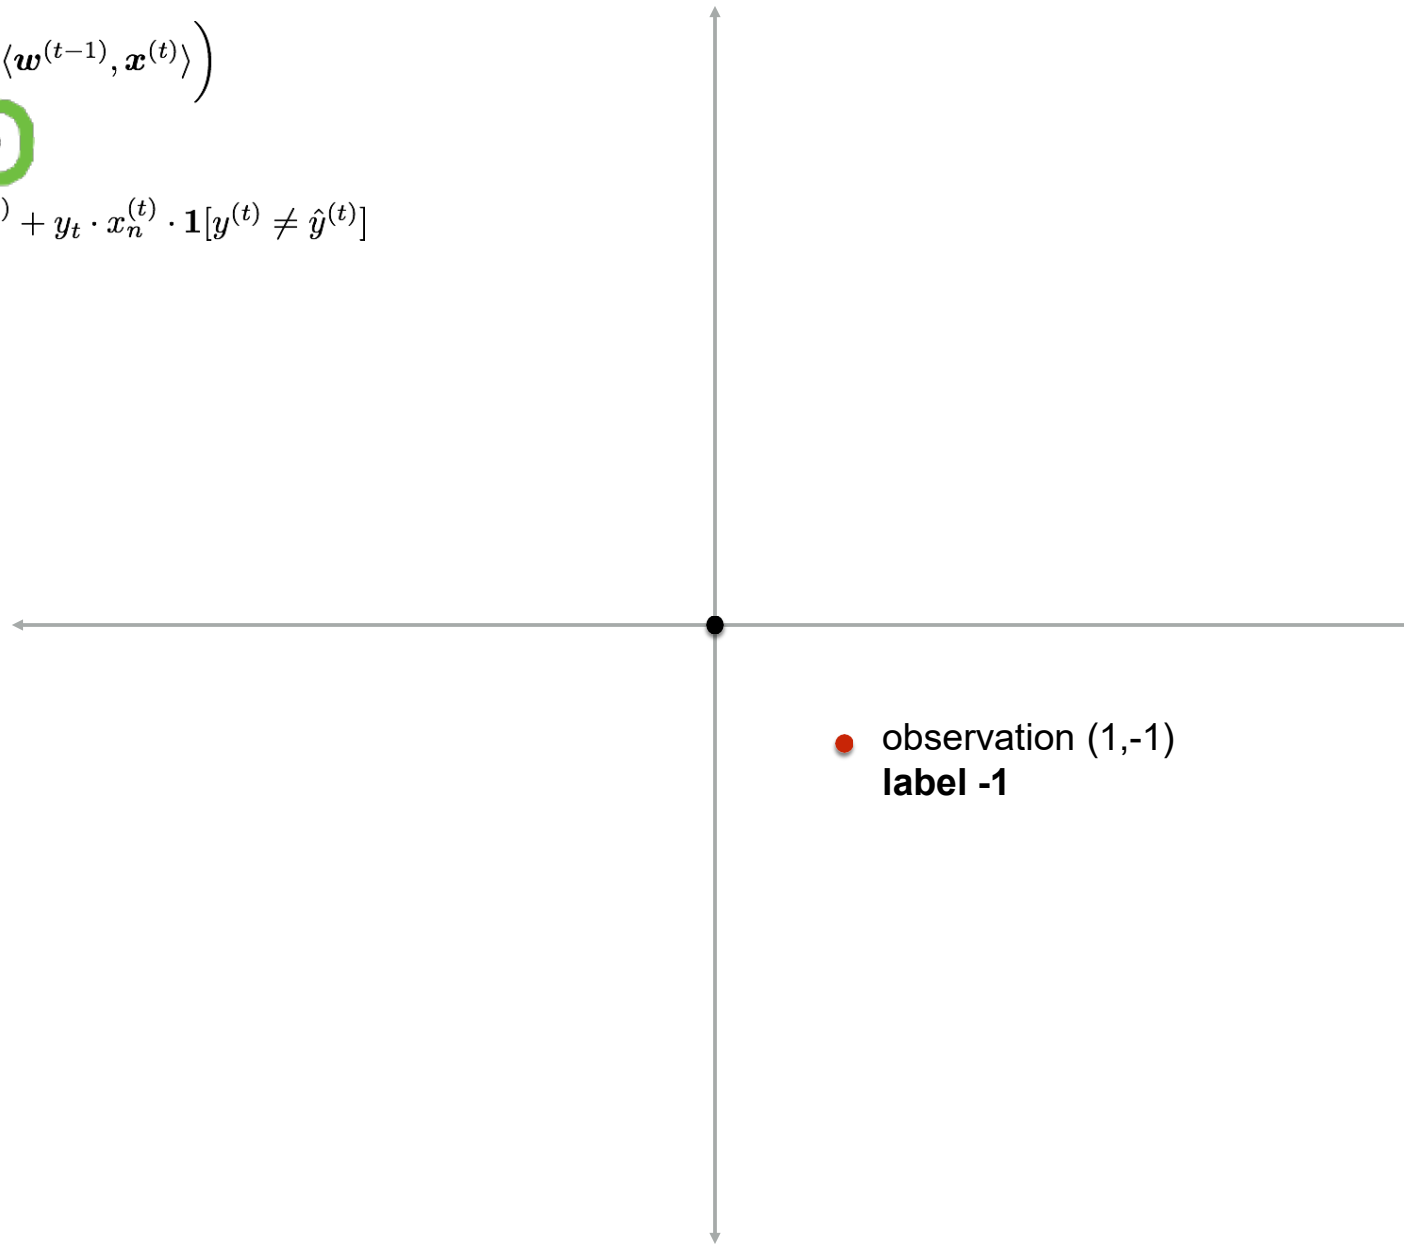 ⟨w^{(t−1)}, x^{(t)}⟩)
) + y_t · x_n^{(t)} · 1[y^{(t)} ≠ ŷ^{(t)}]
observation (1,-1)
label -1